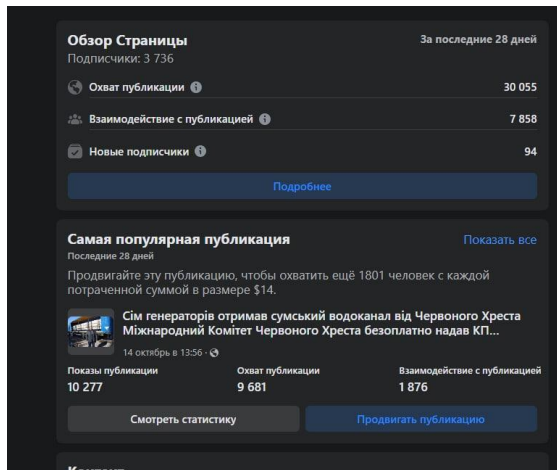 Обзор Страницы
За последние 28 дней
Подписчики: 3 736
Охват публикации
30 055
Взаимодействие с публикацией
7 858
Новые подписчики
94
Подробнее
Самая популярная публикация
Показать все
Последние 28 дней
Продвигайте эту публикацию, чтобы охватить ещё 1801 человек с каждой
потраченной суммой в размере $14.
Сім генераторів отримав сумський водоканал від Червоного Хреста
Міжнародний Комітет Червоного Хреста безоплатно надав КП...
14 октябрь в 13:56 ·
Показы публикации
Охват публикации
Взаимодействие с публикацией
10 277
9 681
1 876
Смотреть статистику
Продвигать публикацию